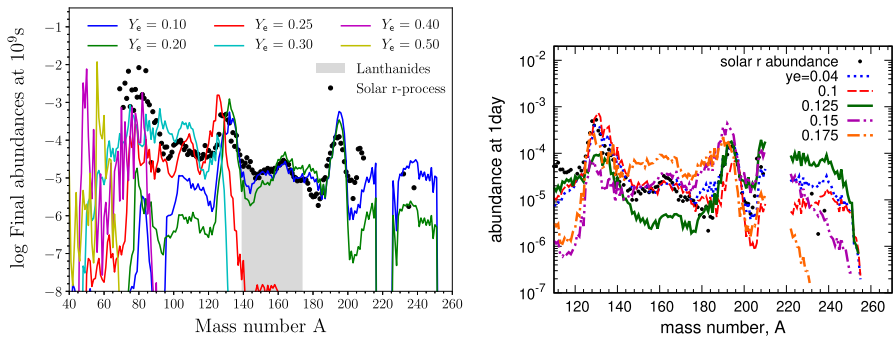 Yₑ = 0.10
Yₑ = 0.25
Yₑ = 0.40
Yₑ = 0.20
Yₑ = 0.30
Yₑ = 0.50
Lanthanides
Solar r-process
log Final abundances at 10⁹s
−1
−2
−3
−4
−5
−6
−7
−8
40 60 80 100 120 140 160 180 200 220 240 260
Mass number A
solar r abundance
ye=0.04
0.1
0.125
0.15
0.175
abundance at 1day
10⁻²
10⁻³
10⁻⁴
10⁻⁵
10⁻⁶
10⁻⁷
120 140 160 180 200 220 240 260
mass number, A